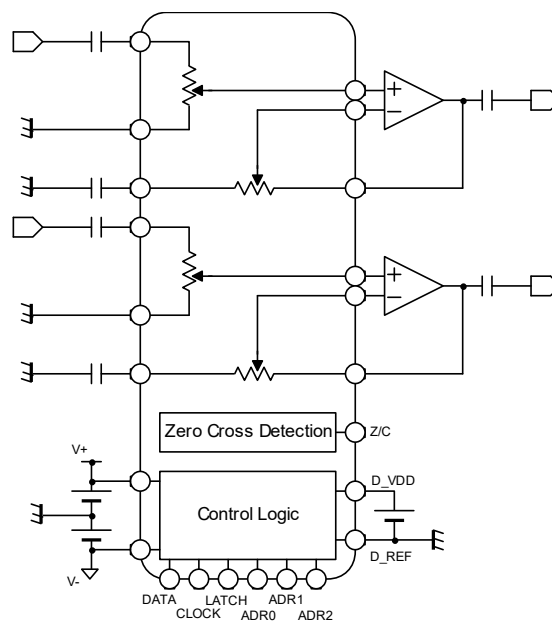 +
−
+
−
Zero Cross Detection
Z/C
V+
D_VDD
Control Logic
V-
D_REF
DATA
CLOCK
LATCH
ADR0
ADR1
ADR2